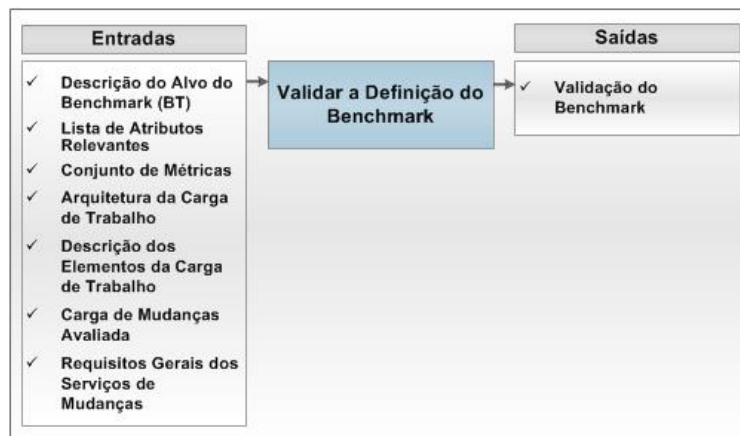 Entradas
✓ Descrição do Alvo do
Benchmark (BT)
✓ Lista de Atributos
Relevantes
✓ Conjunto de Métricas
✓ Arquitetura da Carga
de Trabalho
✓ Descrição dos
Elementos da Carga
de Trabalho
✓ Carga de Mudanças
Avaliada
✓ Requisitos Gerais dos
Serviços de
Mudanças
Validar a Definição do
Benchmark
Saídas
✓ Validação do
Benchmark